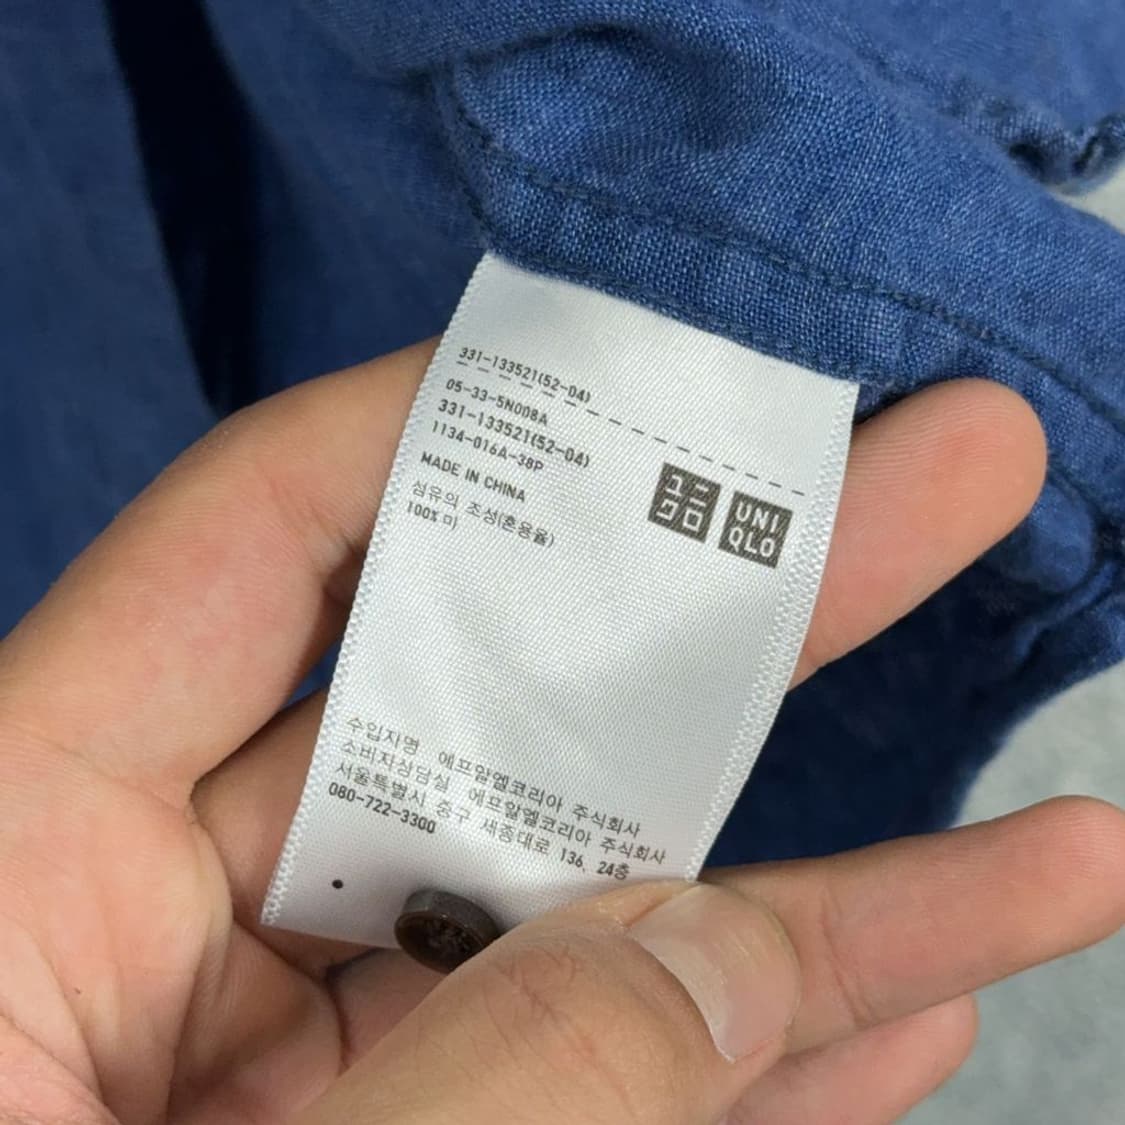 331-133521(52-04)
05-33-5N008A
331-133521(52-04)
1134-016A-38P
MADE IN CHINA
섬유의 조성(혼용율)
100% 마
ユニ
クロ
UNI
QLO
수입자명 에프알엘코리아 주식회사
소비자상담실 에프알엘코리아 주식회사
서울특별시 중구 세종대로 136, 24층
080-722-3300